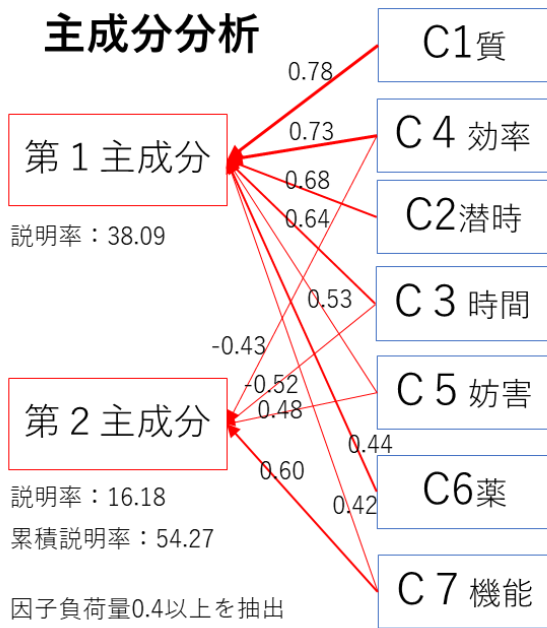 主成分分析
C1質
0.78
C４効率
0.73
第１主成分
0.68
C2潜時
0.64
説明率：38.09
C３時間
0.53
-0.43
-0.52
C５妨害
0.48
第２主成分
0.44
0.60
C6薬
説明率：16.18
0.42
累積説明率：54.27
C７機能
因子負荷量0.4以上を抽出